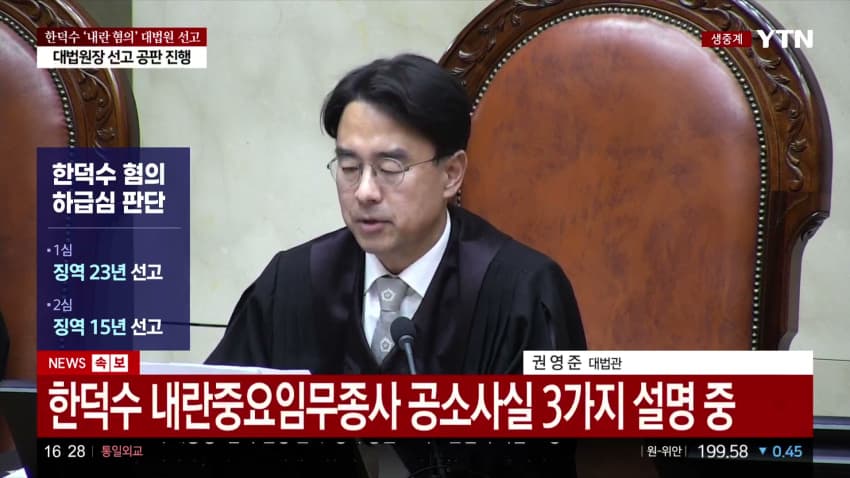 한덕수 '내란 혐의' 대법원 선고
대법원장 선고 공판 진행
생중계 YTN
한덕수 혐의
하급심 판단
•1심
징역 23년 선고
•2심
징역 15년 선고
권영준 대법관
NEWS 속보
한덕수 내란중요임무종사 공소사실 3가지 설명 중
16 28 통일외교
원-위안 199.58 ▼ 0.45